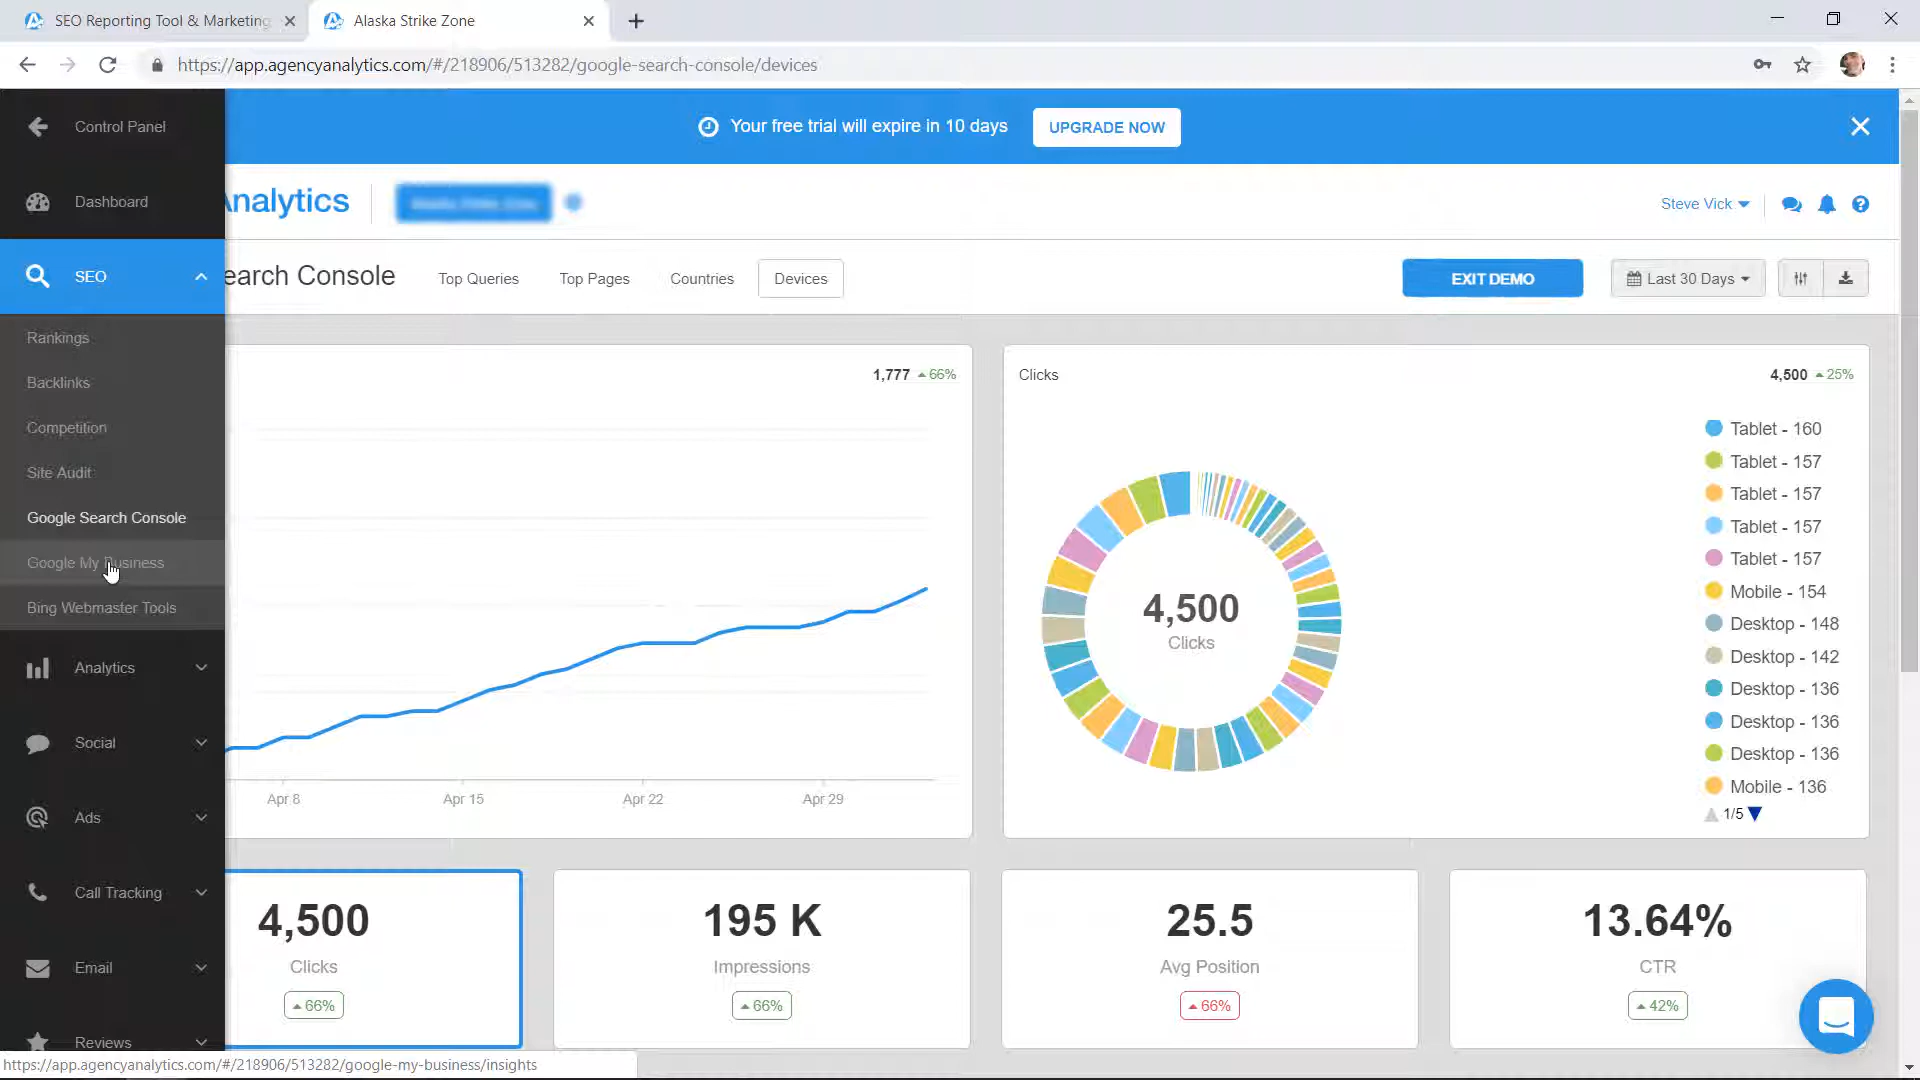 SEO Reporting Tool & Marketing
Alaska Strike Zone
https://app.agencyanalytics.com/#/218906/513282/google-search-console/devices
Control Panel
Your free trial will expire in 10 days
UPGRADE NOW
Dashboard
Analytics
Alaska Strike Zone
Steve Vick
SEO
earch Console
Top Queries
Top Pages
Countries
Devices
EXIT DEMO
Last 30 Days
Rankings
Backlinks
Competition
Site Audit
Google Search Console
Google My Business
Bing Webmaster Tools
Analytics
Social
Ads
Call Tracking
Email
Reviews
1,777 66%
Apr 8
Apr 15
Apr 22
Apr 29
Clicks
4,500 25%
4,500
Clicks
Tablet - 160
Tablet - 157
Tablet - 157
Tablet - 157
Tablet - 157
Mobile - 154
Desktop - 148
Desktop - 142
Desktop - 136
Desktop - 136
Desktop - 136
Mobile - 136
1/5
4,500
Clicks
66%
195 K
Impressions
66%
25.5
Avg Position
66%
13.64%
CTR
42%
https://app.agencyanalytics.com/#/218906/513282/google-my-business/insights